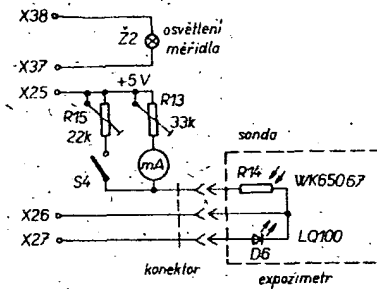 X38
Ž2
osvětlení
měřidla
X37
X25
+5 V
R15
22k
R13
33k
mA
S4
sonda
R14
WK65067
X26
X27
LQ100
D6
konektor
expozimetr